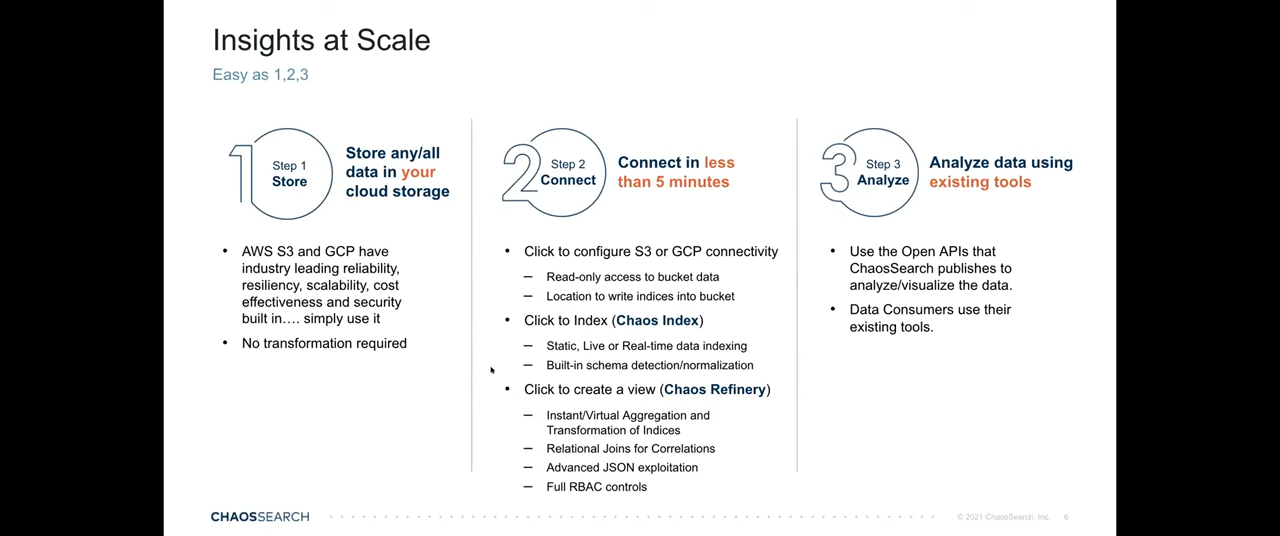 Insights at Scale
Easy as 1,2,3
1
Step 1
Store
Store any/all
data in your
cloud storage
• AWS S3 and GCP have
industry leading reliability,
resiliency, scalability, cost
effectiveness and security
built in…. simply use it
• No transformation required
2
Step 2
Connect
Connect in less
than 5 minutes
• Click to configure S3 or GCP connectivity
– Read-only access to bucket data
– Location to write indices into bucket
• Click to Index (Chaos Index)
– Static, Live or Real-time data indexing
– Built-in schema detection/normalization
• Click to create a view (Chaos Refinery)
– Instant/Virtual Aggregation and
Transformation of Indices
– Relational Joins for Correlations
– Advanced JSON exploitation
– Full RBAC controls
3
Step 3
Analyze
Analyze data using
existing tools
• Use the Open APIs that
ChaosSearch publishes to
analyze/visualize the data.
• Data Consumers use their
existing tools.
CHAOSSEARCH
© 2021 ChaosSearch, Inc. 6